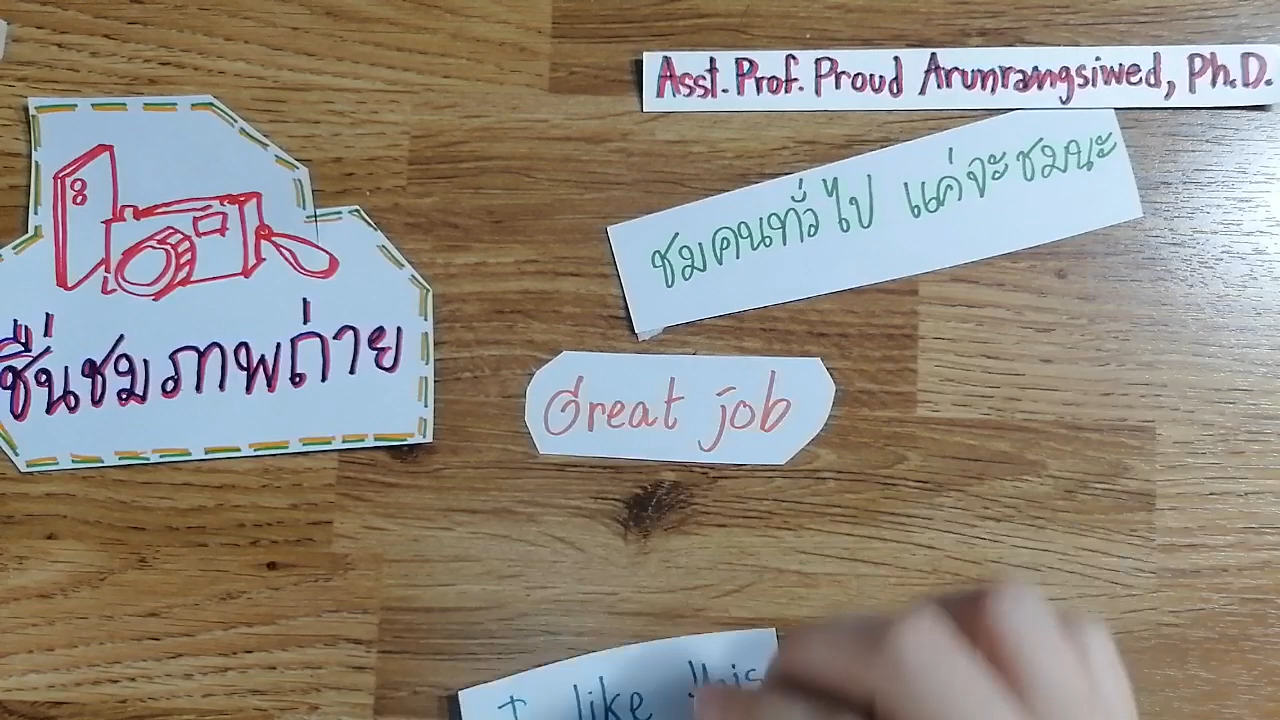 Asst. Prof. Proud Arunrangsiwed, Ph.D.
ชมคนทั่วไป แค่จะชมนะ
ชื่นชมภาพถ่าย
Great job
I like this